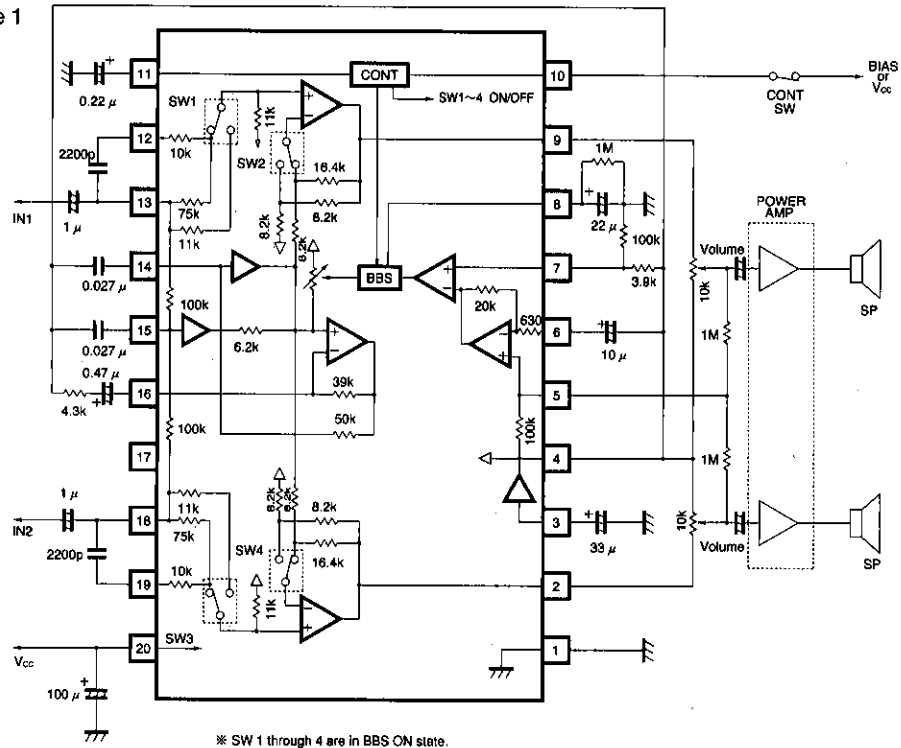 e 1
11
CONT
10
BIAS
or
Vcc
0.22 μ
+
SW1
SW1~4 ON/OFF
CONT
SW
11k
+
−
12
10k
SW2
9
1M
2200p
16.4k
8
+
13
75k
8.2k
22 μ
POWER
AMP
IN1
1 μ
11k
8.2k
8.2k
100k
Volume
14
BBS
+
−
7
3.9k
10k
SP
0.027 μ
100k
20k
630
6
+
1M
15
6.2k
+
−
−
+
10 μ
0.027 μ
0.47 μ
5
16
39k
4.3k
+
50k
100k
1M
100k
4
17
1 μ
8.2k
8.2k
8.2k
3
+
10k
IN2
18
11k
75k
SW4
16.4k
33 μ
Volume
SP
2200p
19
10k
−
+
11k
2
20
SW3
1
Vcc
100 μ
+
※ SW 1 through 4 are in BBS ON state.